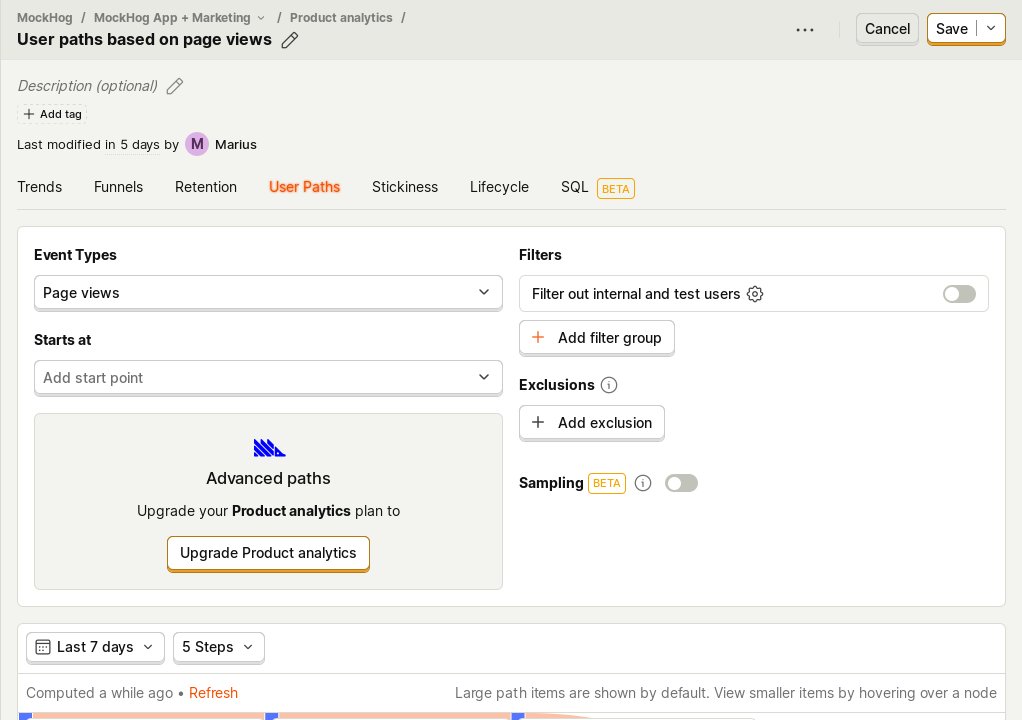 MockHog / MockHog App + Marketing / Product analytics /
User paths based on page views
Cancel
Save
Description (optional)
Add tag
Last modified in 5 days by M Marius
Trends
Funnels
Retention
User Paths
Stickiness
Lifecycle
SQL BETA
Event Types
Page views
Starts at
Add start point
Advanced paths
Upgrade your Product analytics plan to
Upgrade Product analytics
Filters
Filter out internal and test users
Add filter group
Exclusions
Add exclusion
Sampling BETA
Last 7 days
5 Steps
Computed a while ago • Refresh
Large path items are shown by default. View smaller items by hovering over a node